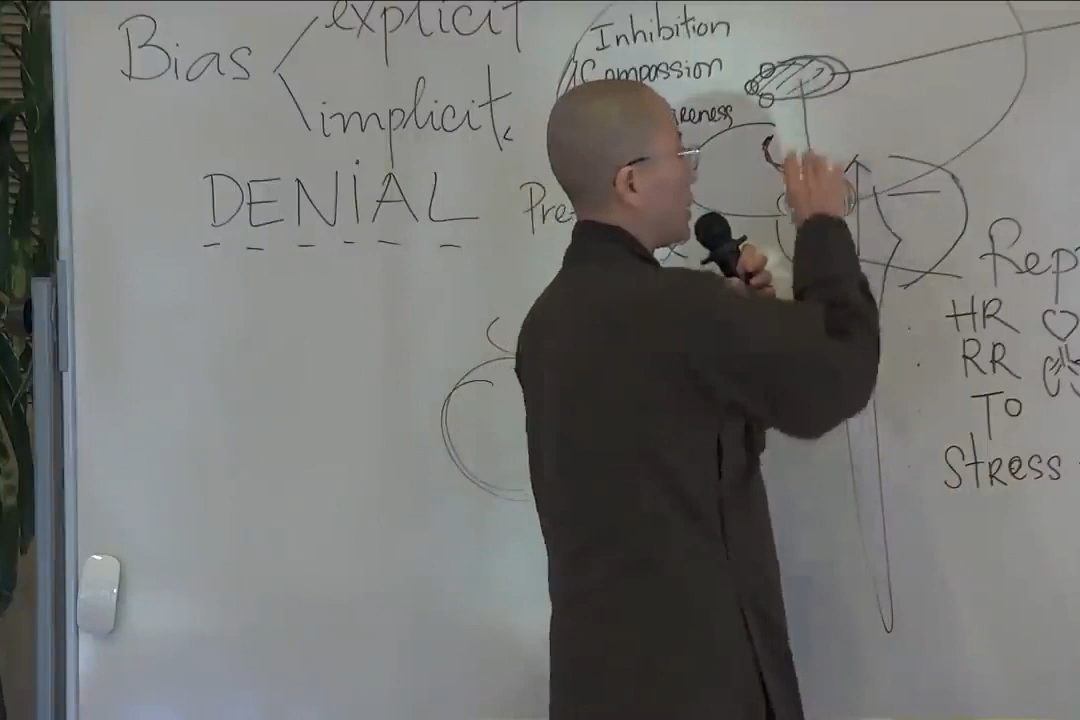 Bias
explicit
implicit
DENiAL
Inhibition
Compassion
HR
RR
To
Stress